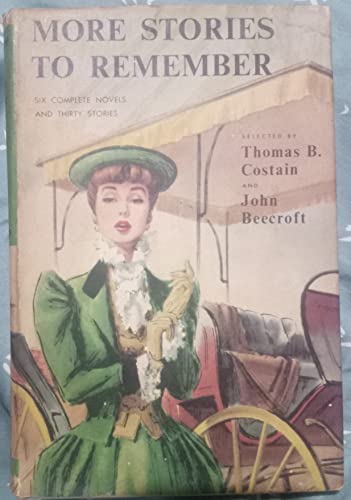 MORE STORIES
TO REMEMBER
SIX COMPLETE NOVELS
AND THIRTY STORIES
SELECTED BY
Thomas B.
Costain
AND
John
Beecroft